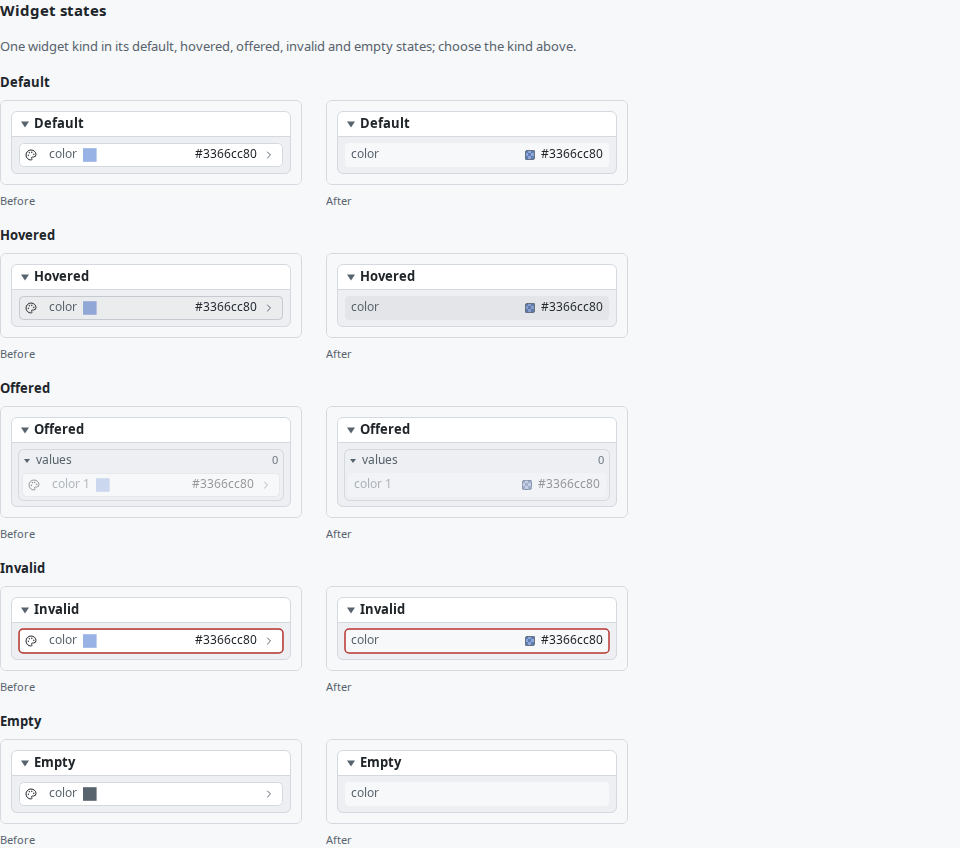 Widget states
One widget kind in its default, hovered, offered, invalid and empty states; choose the kind above.
Default
Default
color #3366cc80
Before
Default
color #3366cc80
After
Hovered
Hovered
color #3366cc80
Before
Hovered
color #3366cc80
After
Offered
Offered
values 0
color 1 #3366cc80
Before
Offered
values 0
color 1 #3366cc80
After
Invalid
Invalid
color #3366cc80
Before
Invalid
color #3366cc80
After
Empty
Empty
color
Before
Empty
color
After